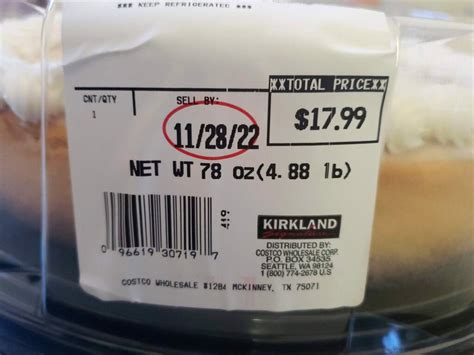 *** KEEP REFRIGERATED ***
CNT/QTY
1
SELL BY:
11/28/22
**TOTAL PRICE**
$17.99
NET WT 78 oz(4.88 lb)
419
0 96619 30719 7
KIRKLAND
Signature
DISTRIBUTED BY:
COSTCO WHOLESALE CORP.
P.O. BOX 34535
SEATTLE, WA 98124
1 (800) 774-2678 U.S
COSTCO WHOLESALE #1284 MCKINNEY, TX 75071